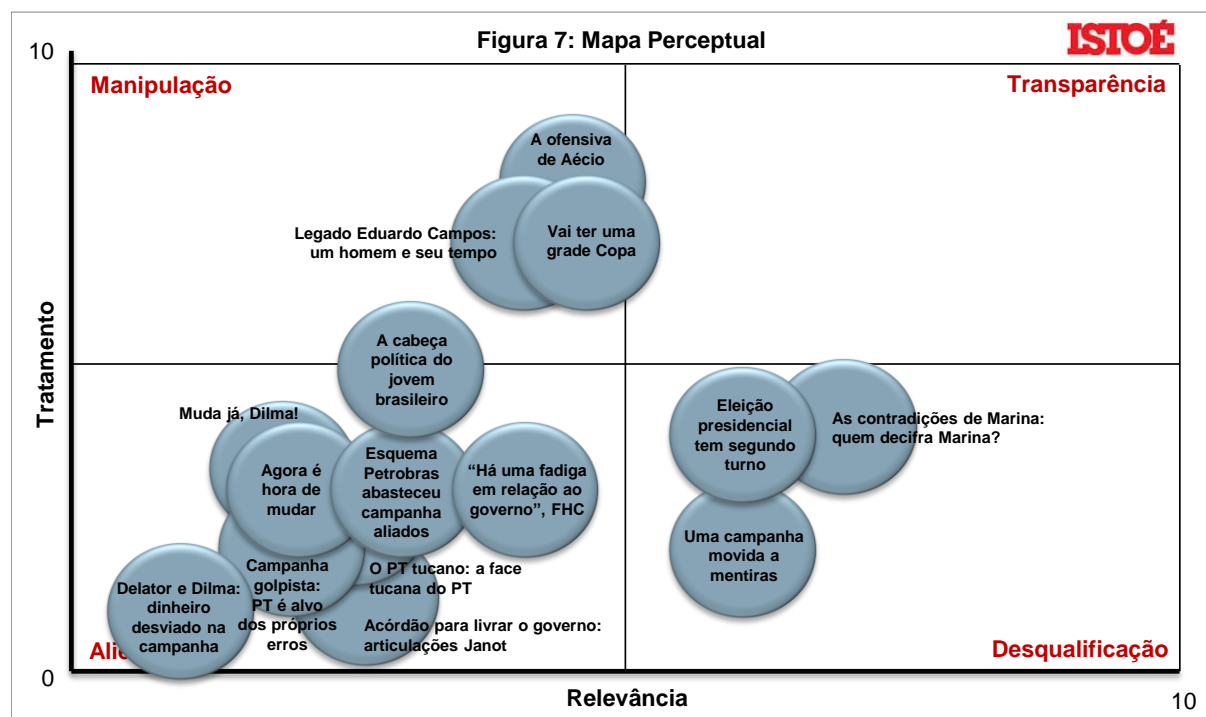 Figura 7: Mapa Perceptual
ISTOÉ
10
Manipulação
Transparência
A ofensiva
de Aécio
Legado Eduardo Campos:
um homem e seu tempo
Vai ter uma
grade Copa
A cabeça
política do
jovem
brasileiro
Tratamento
Muda já, Dilma!
Agora é
hora de
mudar
Esquema
Petrobras
abasteceu
campanha
aliados
“Há uma fadiga
em relação ao
governo”, FHC
Eleição
presidencial
tem segundo
turno
As contradições de Marina:
quem decifra Marina?
Uma campanha
movida a
mentiras
Delator e Dilma:
dinheiro
desviado na
campanha
Campanha
golpista:
PT é alvo
dos próprios
erros
O PT tucano: a face
tucana do PT
Acórdão para livrar o governo:
articulações Janot
Desqualificação
0
Relevância
10